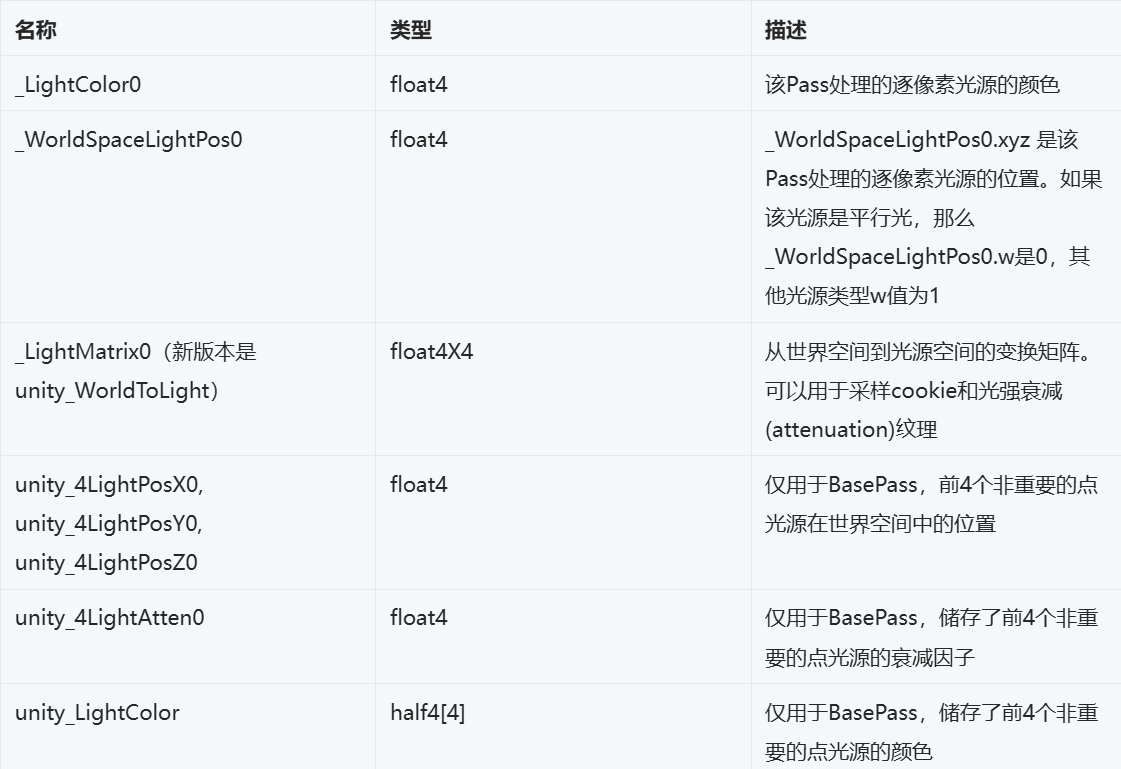 名称 类型 描述
_LightColor0 float4 该Pass处理的逐像素光源的颜色
_WorldSpaceLightPos0 float4 _WorldSpaceLightPos0.xyz 是该
Pass处理的逐像素光源的位置。如果
该光源是平行光，那么
_WorldSpaceLightPos0.w是0，其
他光源类型w值为1
_LightMatrix0（新版本是 float4X4 从世界空间到光源空间的变换矩阵。
unity_WorldToLight） 可以用于采样cookie和光强衰减
(attenuation)纹理
unity_4LightPosX0, float4 仅用于BasePass，前4个非重要的点
unity_4LightPosY0, 光源在世界空间中的位置
unity_4LightPosZ0
unity_4LightAtten0 float4 仅用于BasePass，储存了前4个非重
要的点光源的衰减因子
unity_LightColor half4[4] 仅用于BasePass，储存了前4个非重
要的点光源的颜色